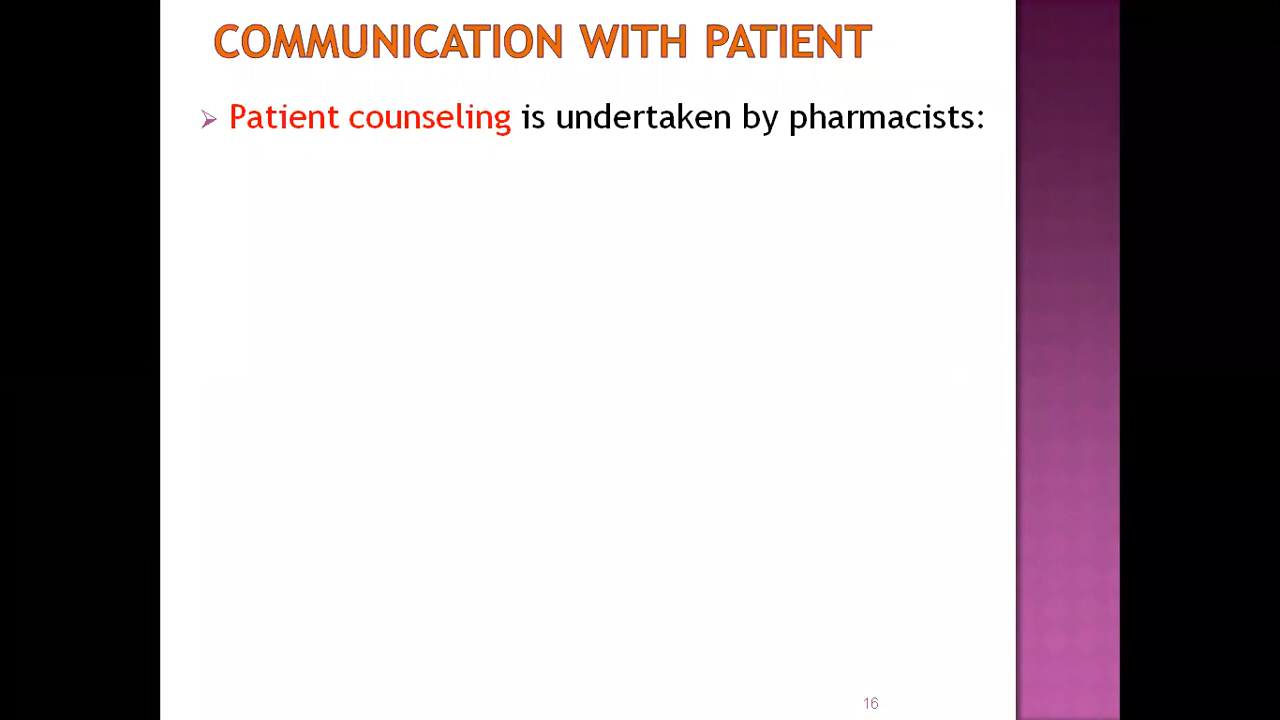 COMMUNICATION WITH PATIENT
Patient counseling is undertaken by pharmacists:
16